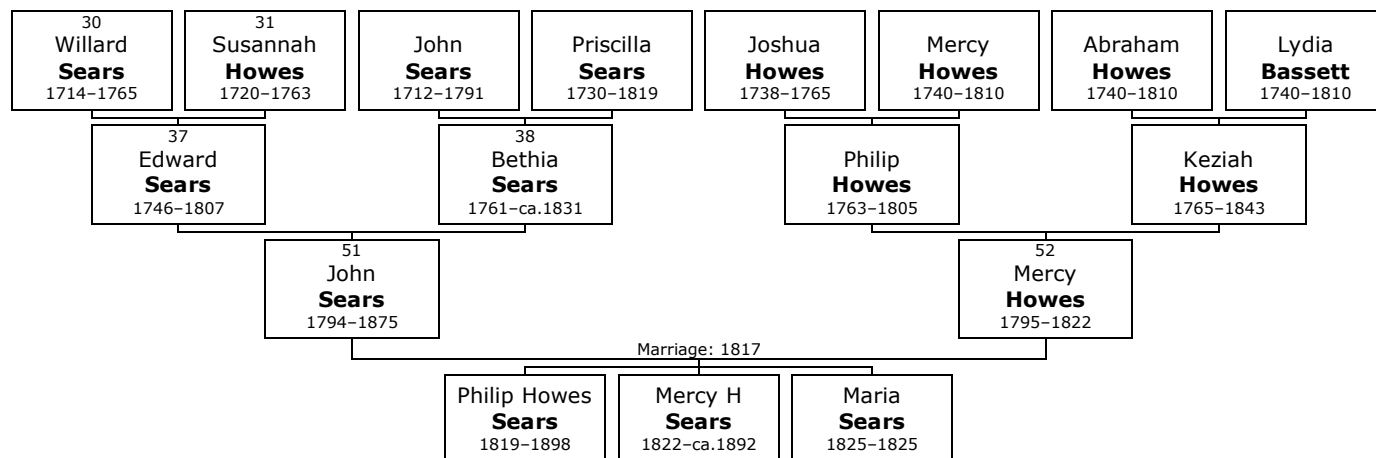 30
Willard
Sears
1714–1765
31
Susannah
Howes
1720–1763
John
Sears
1712–1791
Priscilla
Sears
1730–1819
Joshua
Howes
1738–1765
Mercy
Howes
1740–1810
Abraham
Howes
1740–1810
Lydia
Bassett
1740–1810
37
Edward
Sears
1746–1807
38
Bethia
Sears
1761–ca.1831
Philip
Howes
1763–1805
Keziah
Howes
1765–1843
51
John
Sears
1794–1875
52
Mercy
Howes
1795–1822
Marriage: 1817
Philip Howes
Sears
1819–1898
Mercy H
Sears
1822–ca.1892
Maria
Sears
1825–1825